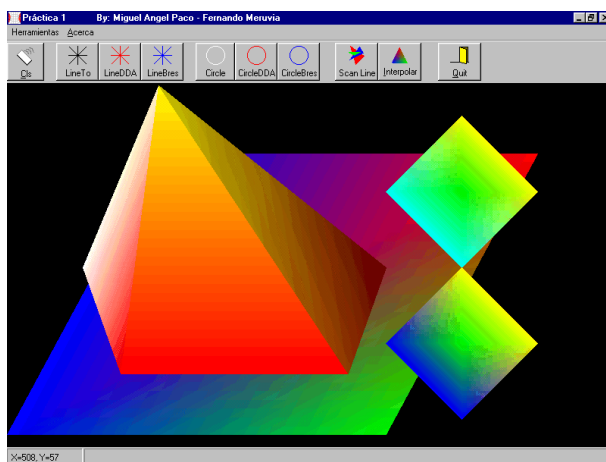 Práctica 1 By: Miguel Angel Paco - Fernando Meruvia
Herramientas Acerca
Cls LineTo LineDDA LineBres Circle CircleDDA CircleBres Scan Line Interpolar Quit
X=508, Y=57